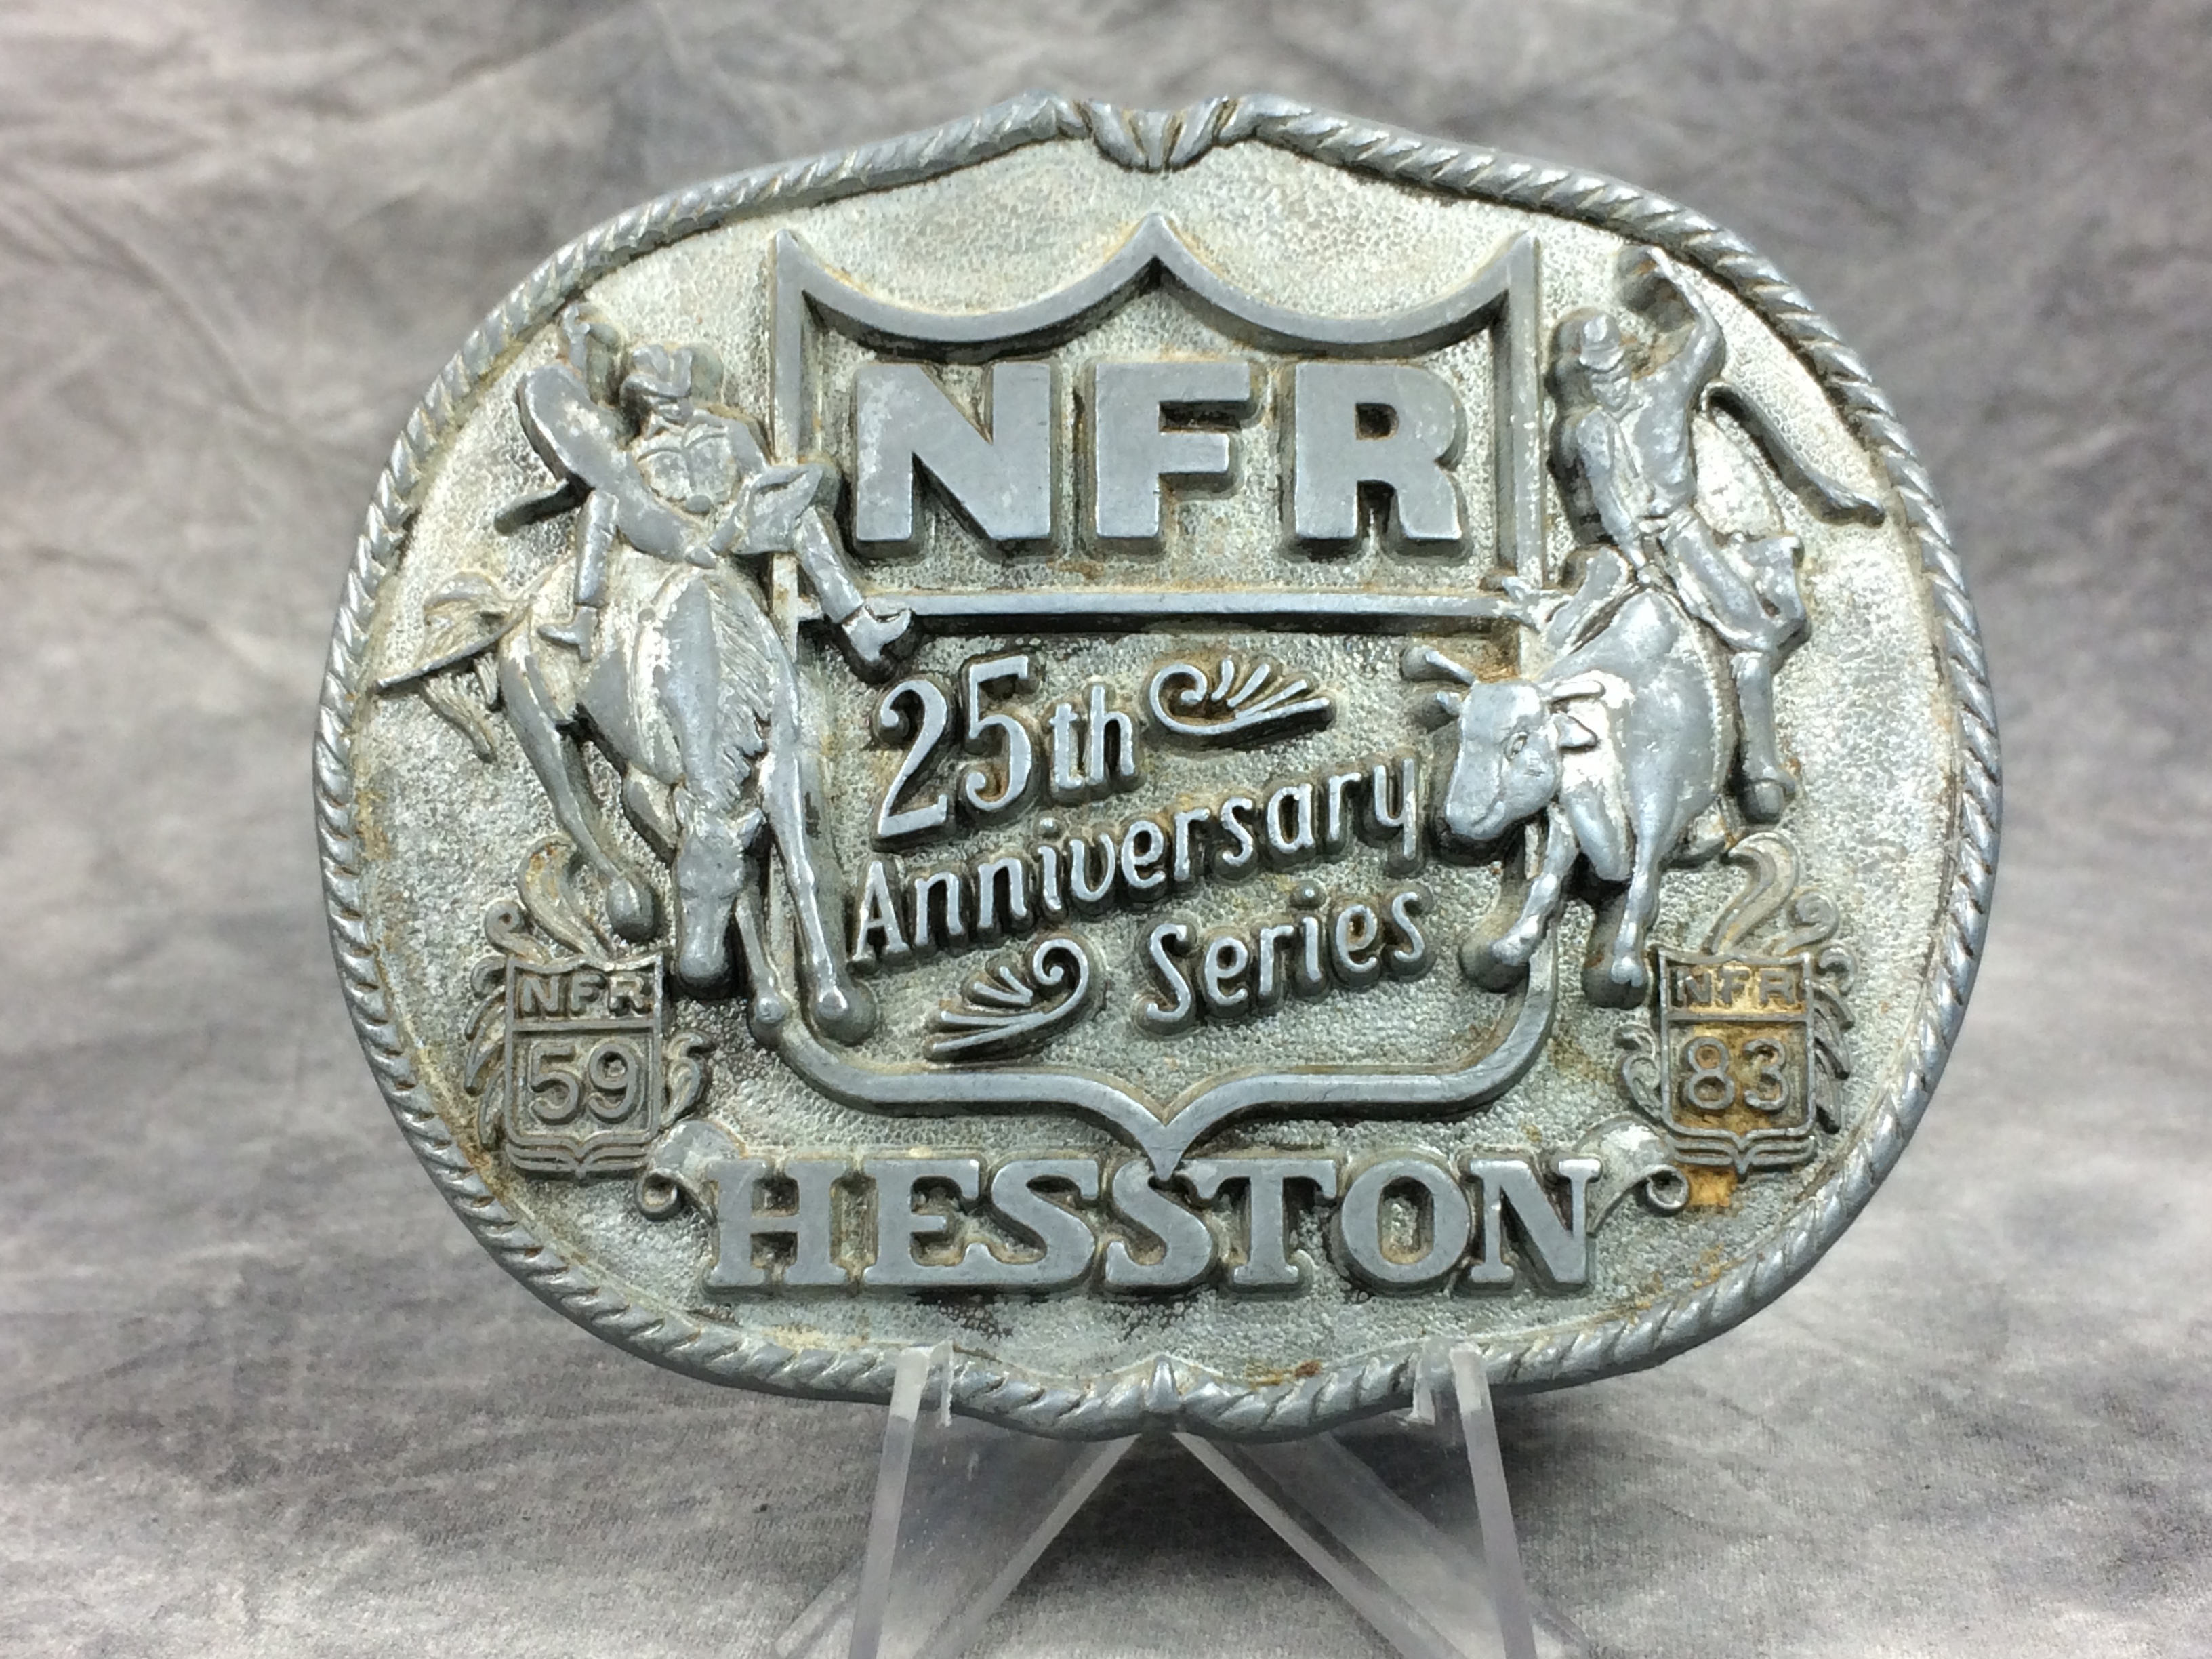 NFR
25th
Anniversary
Series
NFR
59
NFR
83
HESSTON